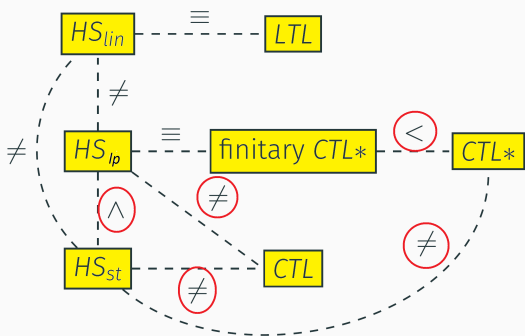 HS_lin ≡ LTL
≠
≠
HS_lp ≡ finitary CTL* < CTL*
≠
∧
≠
HS_st ≠ CTL